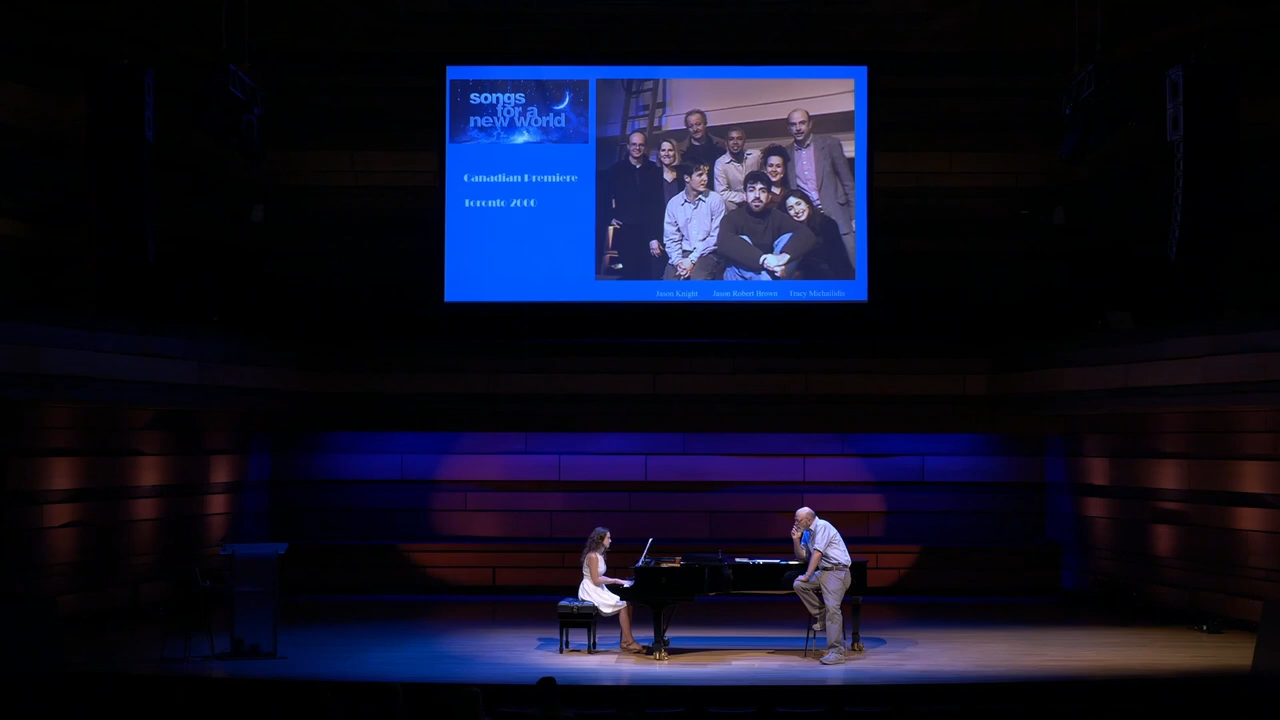 songs
for a
new world
Canadian Premiere
Toronto 2000
Jason Knight Jason Robert Brown Tracy Michailidis